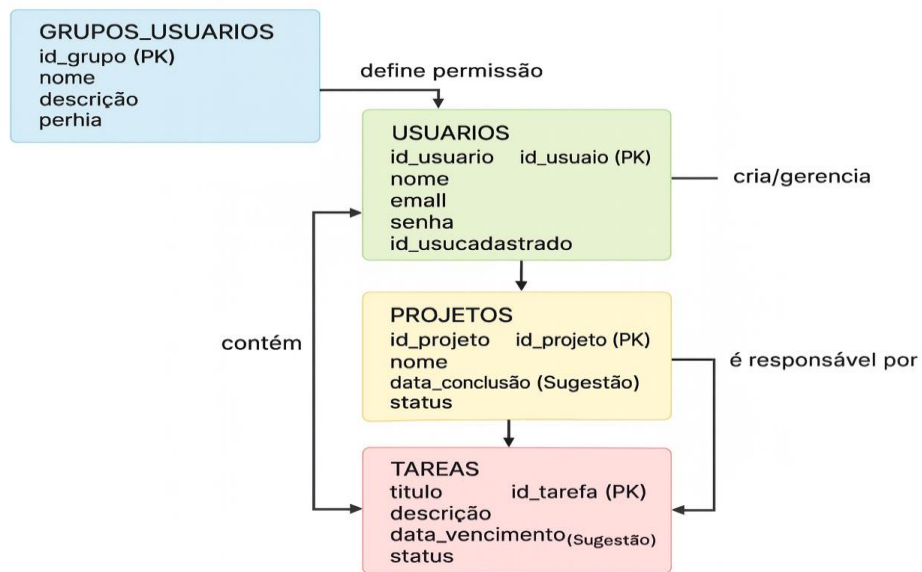 GRUPOS_USUARIOS
id_grupo (PK)
nome
descrição
perhia
define permissão
USUARIOS
id_usuario id_usuaio (PK)
nome
emall
senha
id_usucadastrado
cria/gerencia
contém
PROJETOS
id_projeto id_projeto (PK)
nome
data_conclusão (Sugestão)
status
é responsável por
TAREAS
titulo id_tarefa (PK)
descrição
data_vencimento (Sugestão)
status